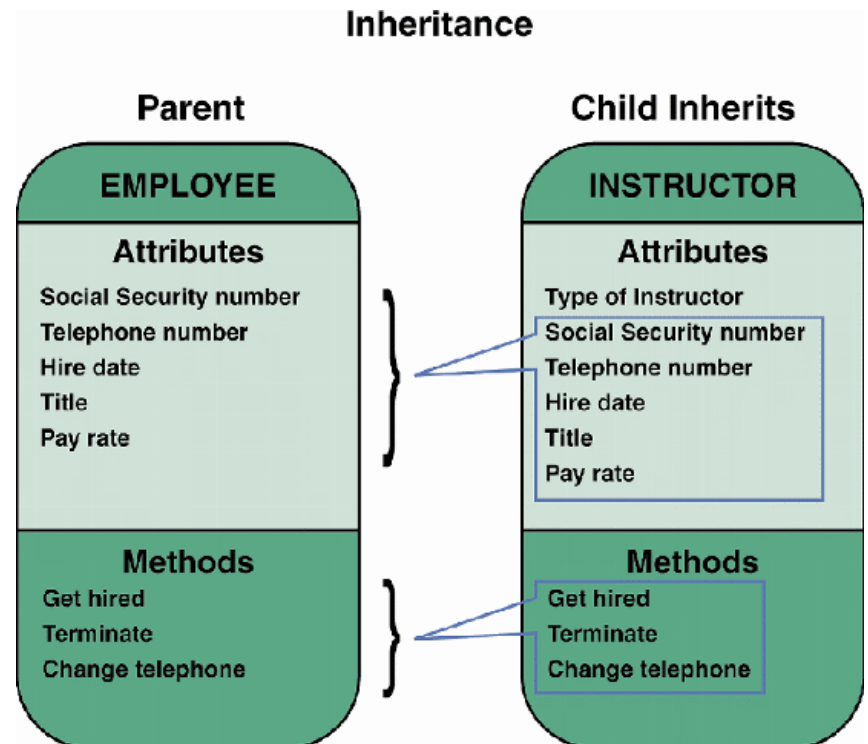 Inheritance
Parent
EMPLOYEE
Attributes
Social Security number
Telephone number
Hire date
Title
Pay rate
Methods
Get hired
Terminate
Change telephone
Child Inherits
INSTRUCTOR
Attributes
Type of Instructor
Social Security number
Telephone number
Hire date
Title
Pay rate
Methods
Get hired
Terminate
Change telephone